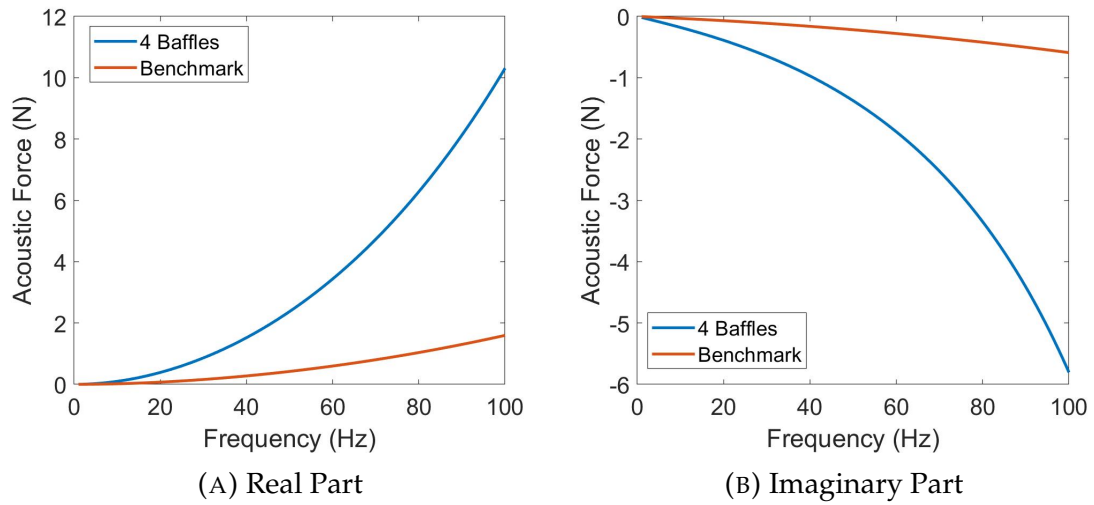 12
10
8
6
4
2
0
Acoustic Force (N)
4 Baffles
Benchmark
0 20 40 60 80 100
Frequency (Hz)
(A) Real Part
0
-1
-2
-3
-4
-5
-6
Acoustic Force (N)
4 Baffles
Benchmark
0 20 40 60 80 100
Frequency (Hz)
(B) Imaginary Part